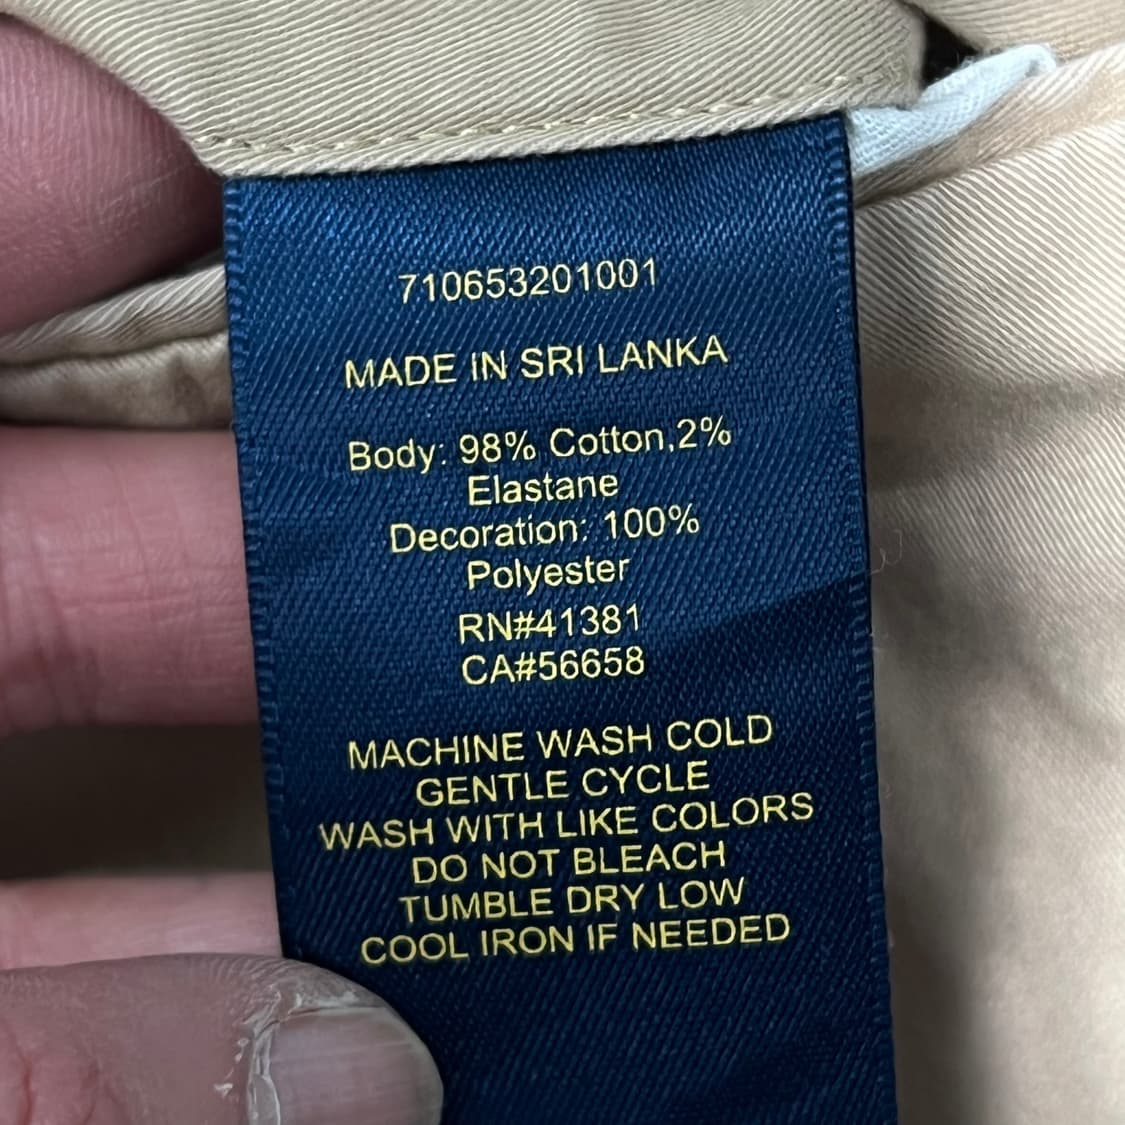 710653201001
MADE IN SRI LANKA
Body: 98% Cotton,2%
Elastane
Decoration: 100%
Polyester
RN#41381
CA#56658
MACHINE WASH COLD
GENTLE CYCLE
WASH WITH LIKE COLORS
DO NOT BLEACH
TUMBLE DRY LOW
COOL IRON IF NEEDED